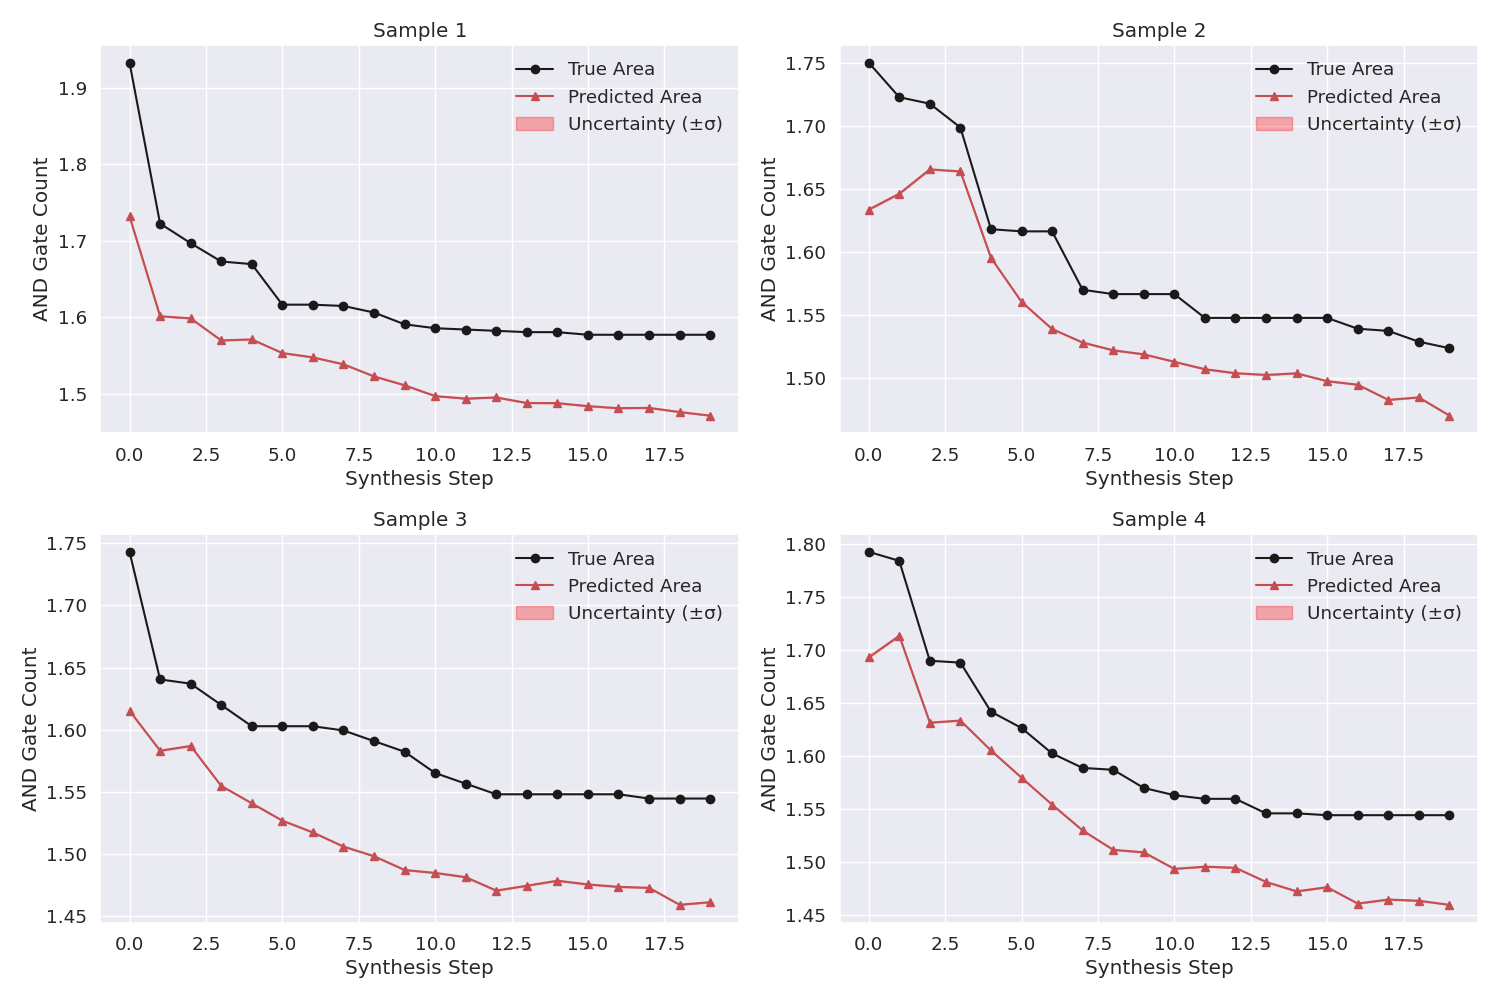 Sample 1
True Area
Predicted Area
Uncertainty (±σ)
1.9
1.8
1.7
1.6
1.5
AND Gate Count
0.0 2.5 5.0 7.5 10.0 12.5 15.0 17.5
Synthesis Step
Sample 2
True Area
Predicted Area
Uncertainty (±σ)
1.75
1.70
1.65
1.60
1.55
1.50
AND Gate Count
0.0 2.5 5.0 7.5 10.0 12.5 15.0 17.5
Synthesis Step
Sample 3
True Area
Predicted Area
Uncertainty (±σ)
1.75
1.70
1.65
1.60
1.55
1.50
1.45
AND Gate Count
0.0 2.5 5.0 7.5 10.0 12.5 15.0 17.5
Synthesis Step
Sample 4
True Area
Predicted Area
Uncertainty (±σ)
1.80
1.75
1.70
1.65
1.60
1.55
1.50
1.45
AND Gate Count
0.0 2.5 5.0 7.5 10.0 12.5 15.0 17.5
Synthesis Step